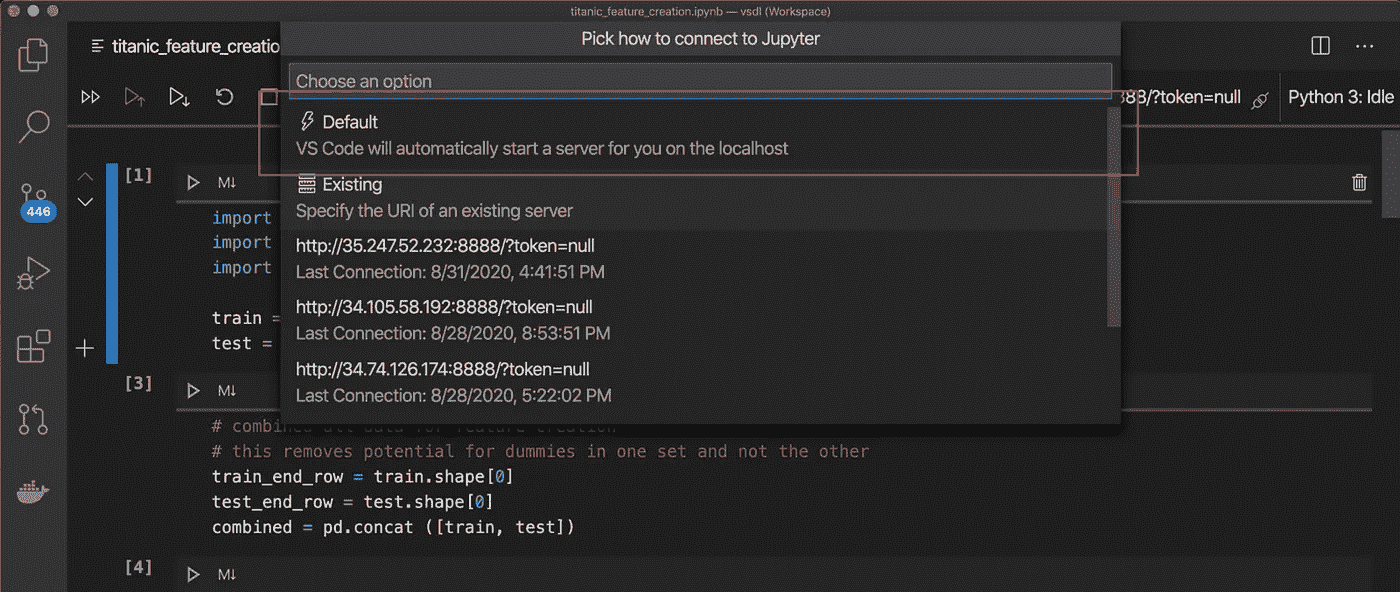 titanic_feature_creation.ipynb — vsdl (Workspace)
Pick how to connect to Jupyter
titanic_feature_creatio
Choose an option
888/?token=null
Python 3: Idle
Default
VS Code will automatically start a server for you on the localhost
[1]
M↓
Existing
446
import
Specify the URI of an existing server
import
http://35.247.52.232:8888/?token=null
import
Last Connection: 8/31/2020, 4:41:51 PM
http://34.105.58.192:8888/?token=null
train =
Last Connection: 8/28/2020, 8:53:51 PM
test =
http://34.74.126.174:8888/?token=null
[3]
M↓
Last Connection: 8/28/2020, 5:22:02 PM
# combined all data for feature creation
# this removes potential for dummies in one set and not the other
train_end_row = train.shape[0]
test_end_row = test.shape[0]
combined = pd.concat ([train, test])
[4]
M↓